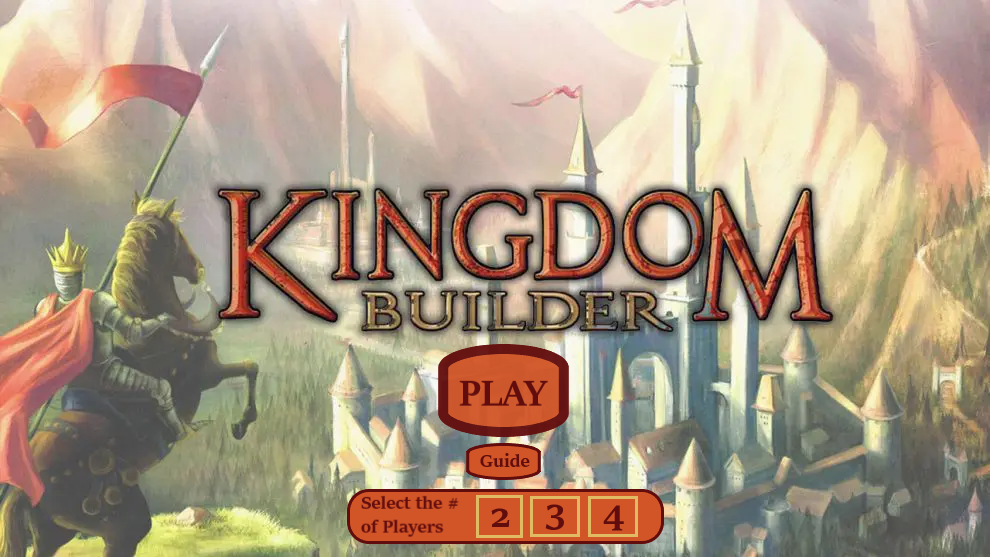 KINGDOM
BUILDER
PLAY
Guide
Select the #
of Players
2 3 4